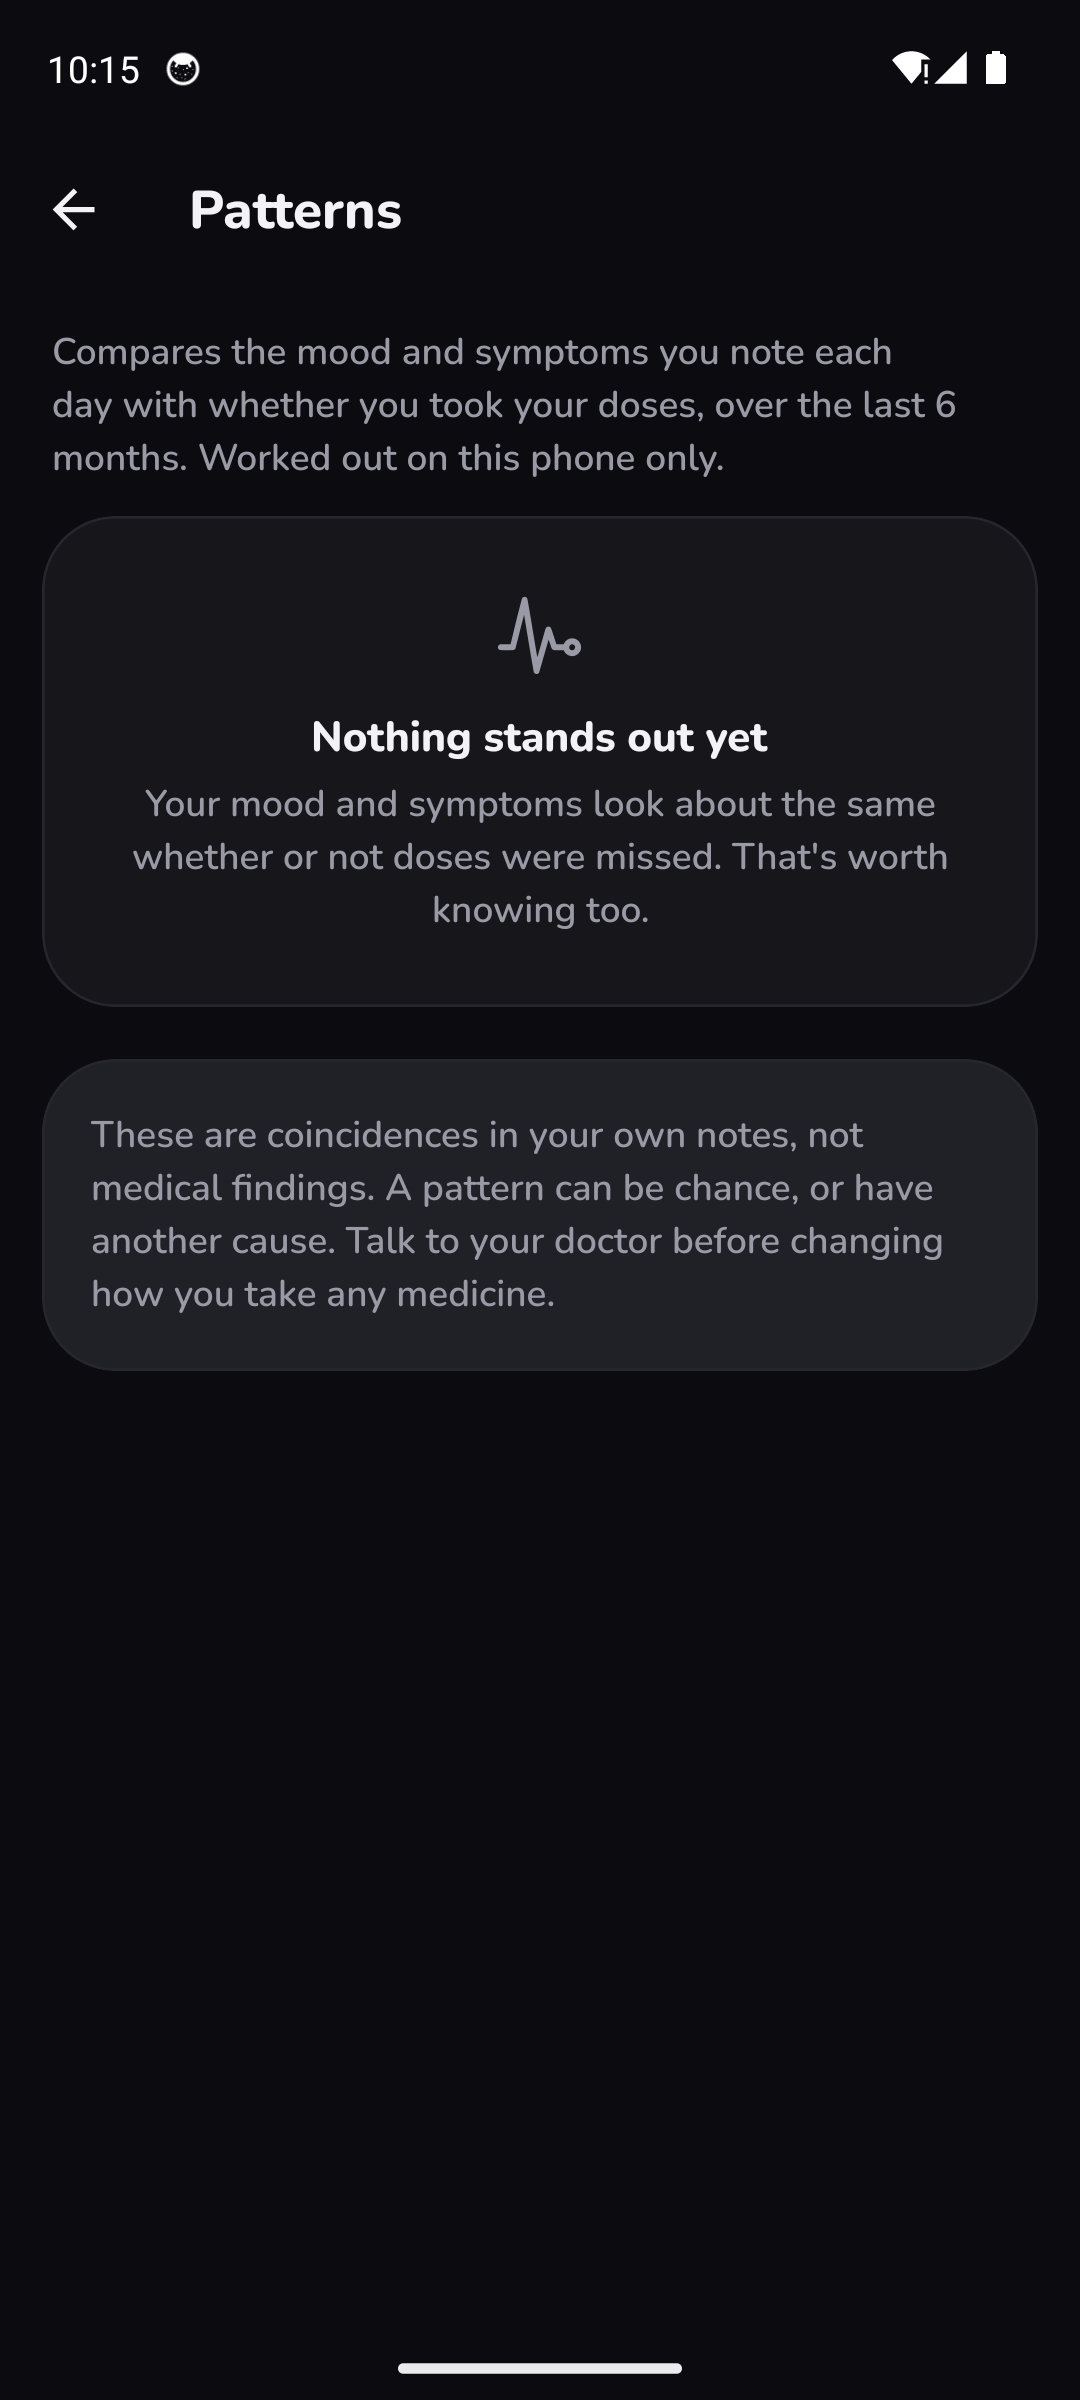 10:15
Patterns
Compares the mood and symptoms you note each
day with whether you took your doses, over the last 6
months. Worked out on this phone only.
Nothing stands out yet
Your mood and symptoms look about the same
whether or not doses were missed. That's worth
knowing too.
These are coincidences in your own notes, not
medical findings. A pattern can be chance, or have
another cause. Talk to your doctor before changing
how you take any medicine.